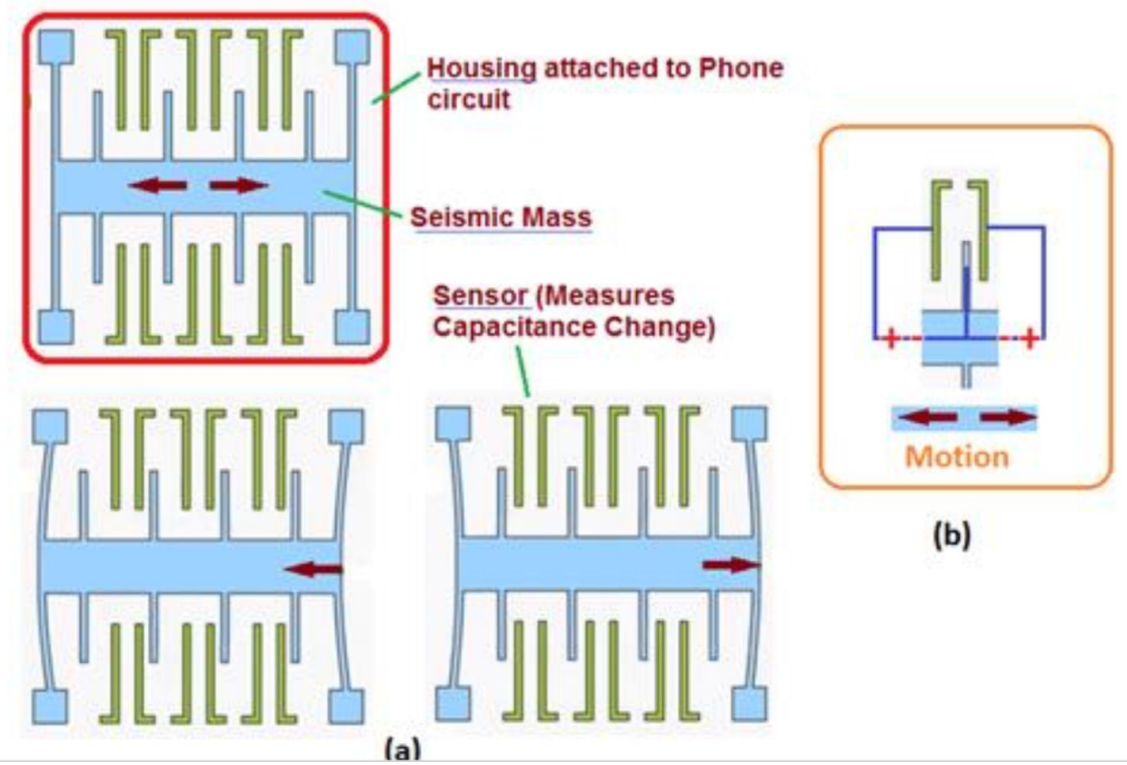 Housing attached to Phone
circuit
Seismic Mass
Sensor (Measures
Capacitance Change)
+ +
Motion
(b)
(a)